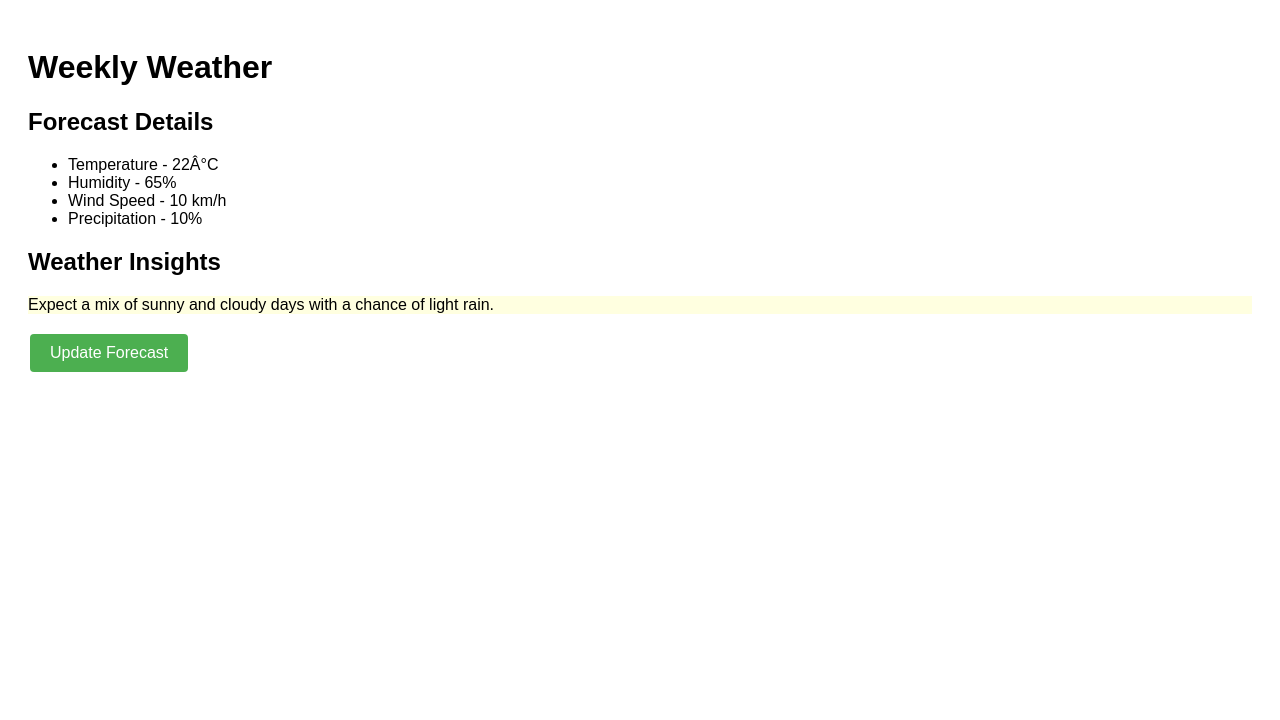 Weekly Weather
Forecast Details
Temperature - 22Â°C
Humidity - 65%
Wind Speed - 10 km/h
Precipitation - 10%
Weather Insights
Expect a mix of sunny and cloudy days with a chance of light rain.
Update Forecast